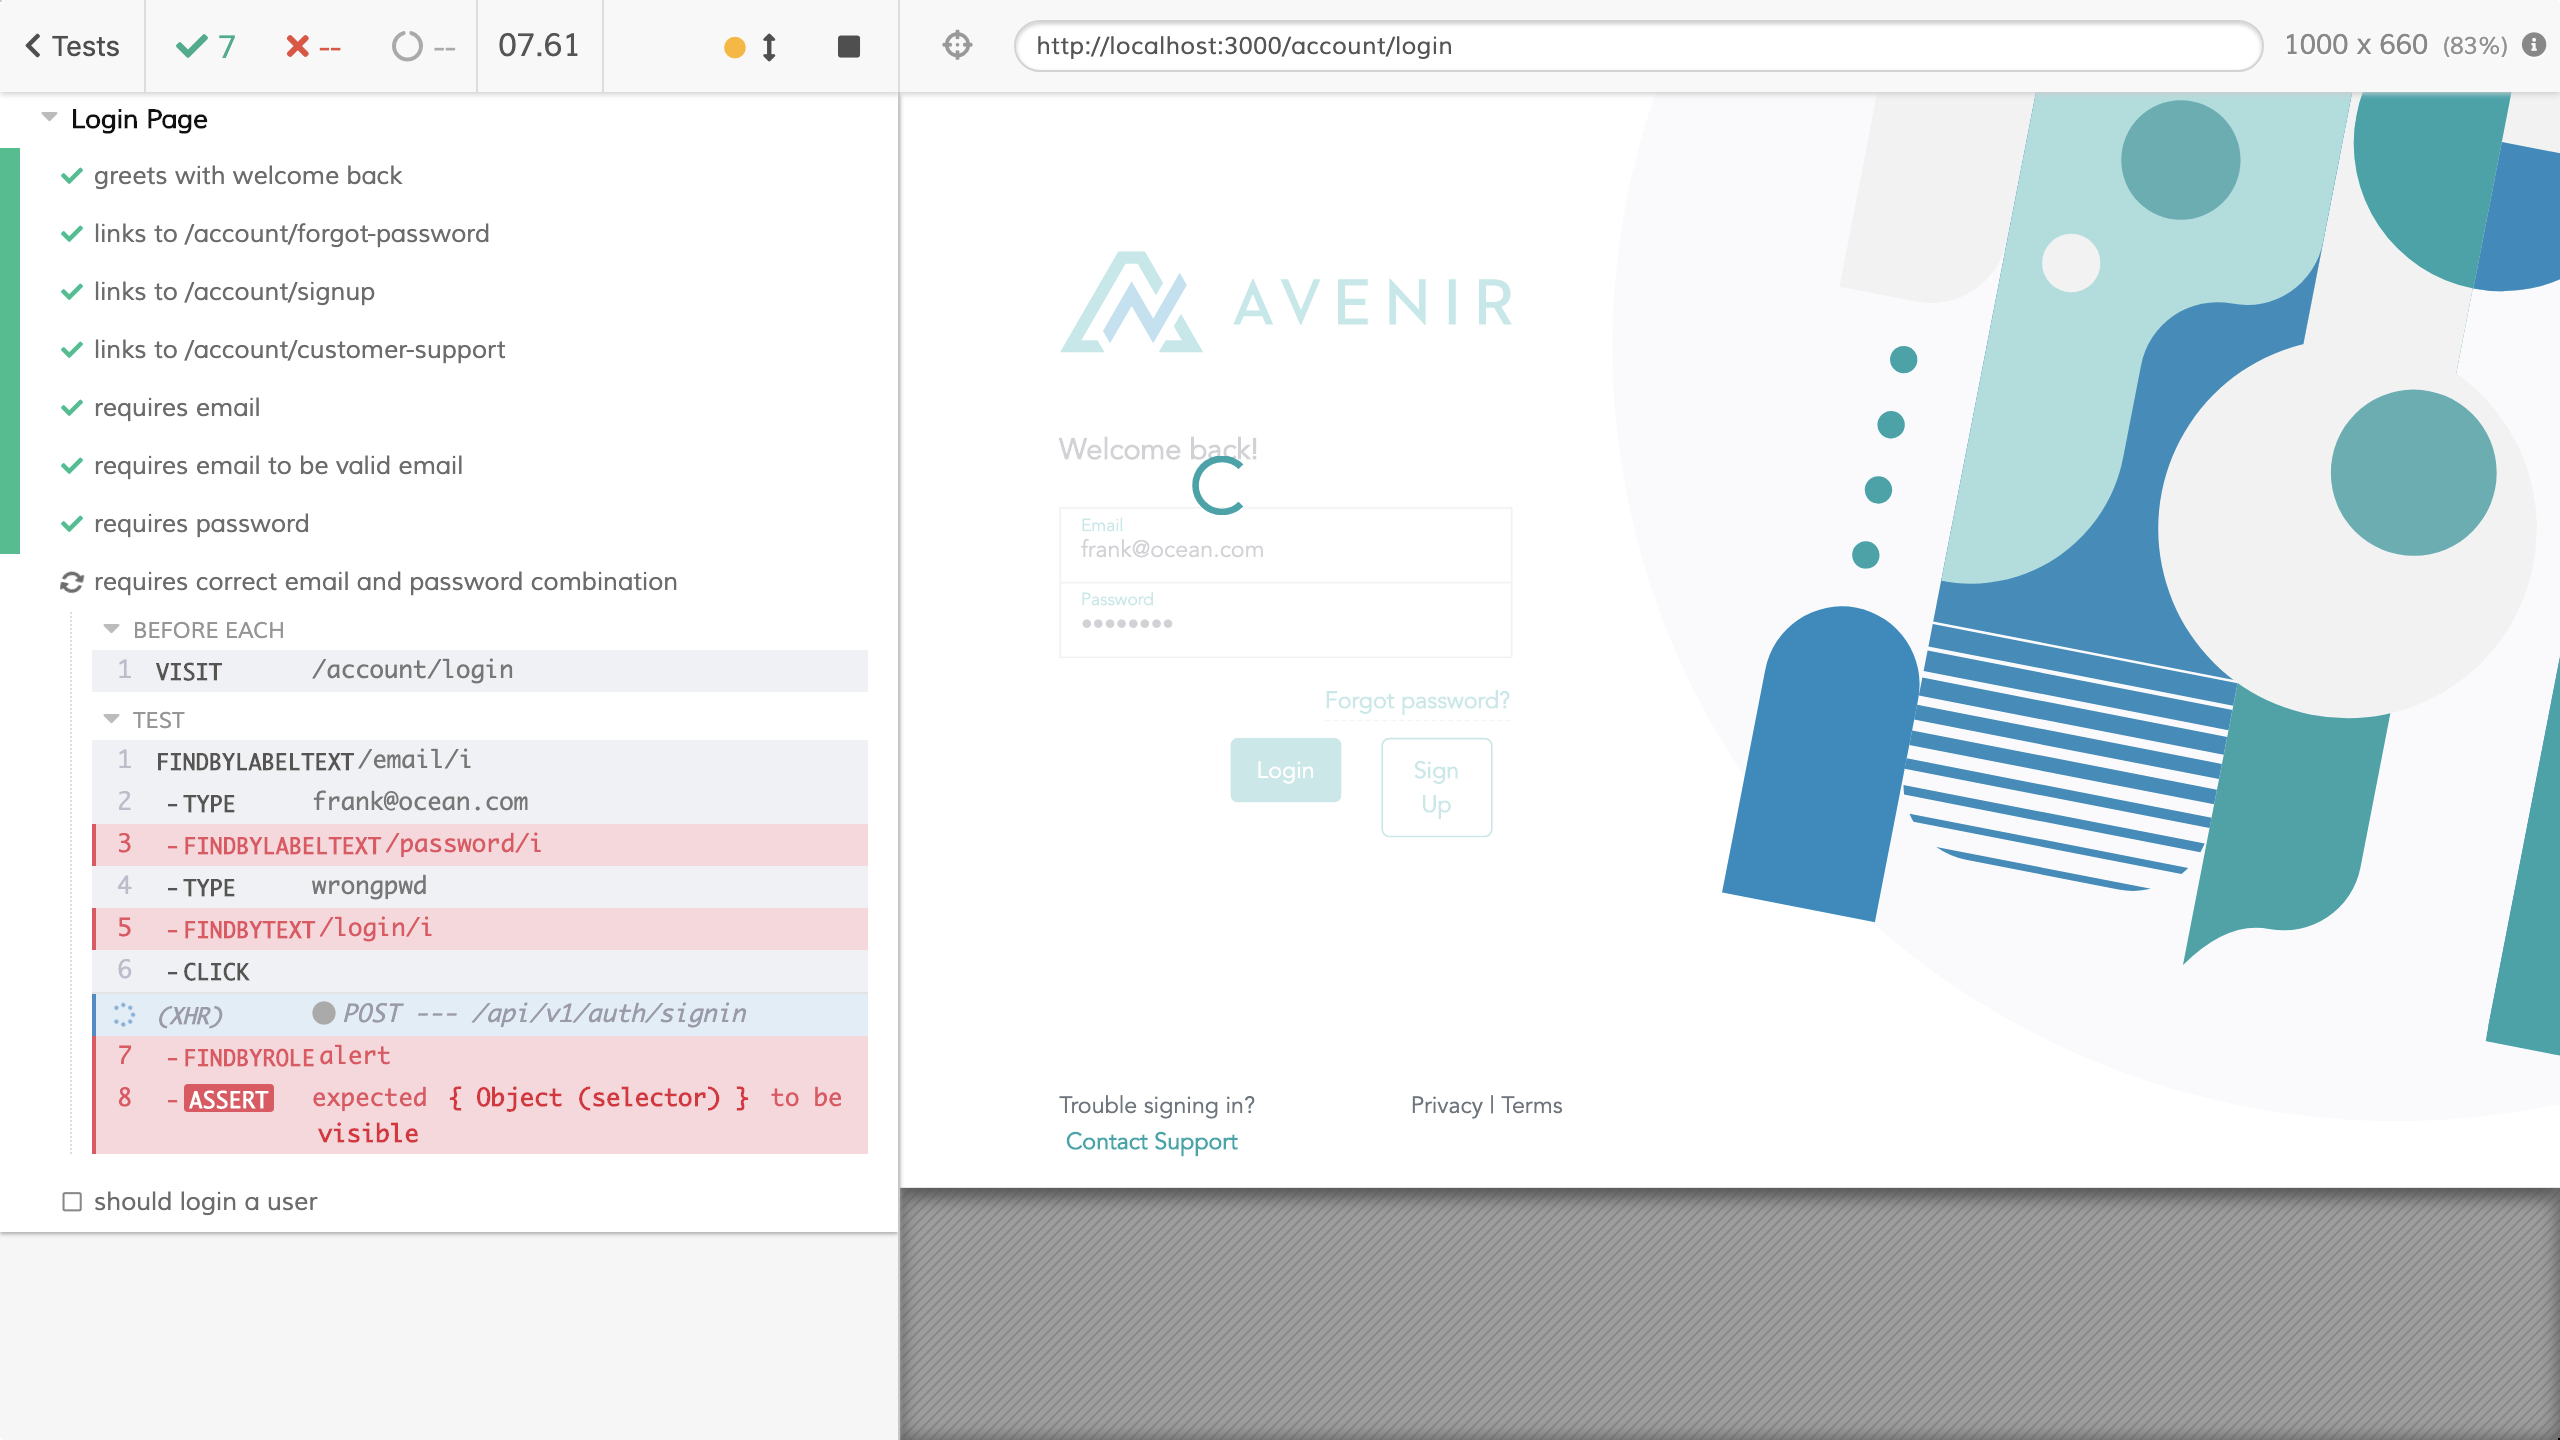 Tests
7
--
--
07.61
http://localhost:3000/account/login
1000 x 660 (83%)
Login Page
greets with welcome back
links to /account/forgot-password
links to /account/signup
links to /account/customer-support
requires email
requires email to be valid email
requires password
requires correct email and password combination
BEFORE EACH
1 VISIT /account/login
TEST
1 FINDBYLABELTEXT /email/i
2 -TYPE frank@ocean.com
3 -FINDBYLABELTEXT /password/i
4 -TYPE wrongpwd
5 -FINDBYTEXT /login/i
6 -CLICK
(XHR) POST --- /api/v1/auth/signin
7 -FINDBYROLE alert
8 -ASSERT expected { Object (selector) } to be
visible
should login a user
AVENIR
Welcome back!
Email
frank@ocean.com
Password
••••••••
Forgot password?
Login
Sign
Up
Trouble signing in?
Contact Support
Privacy | Terms